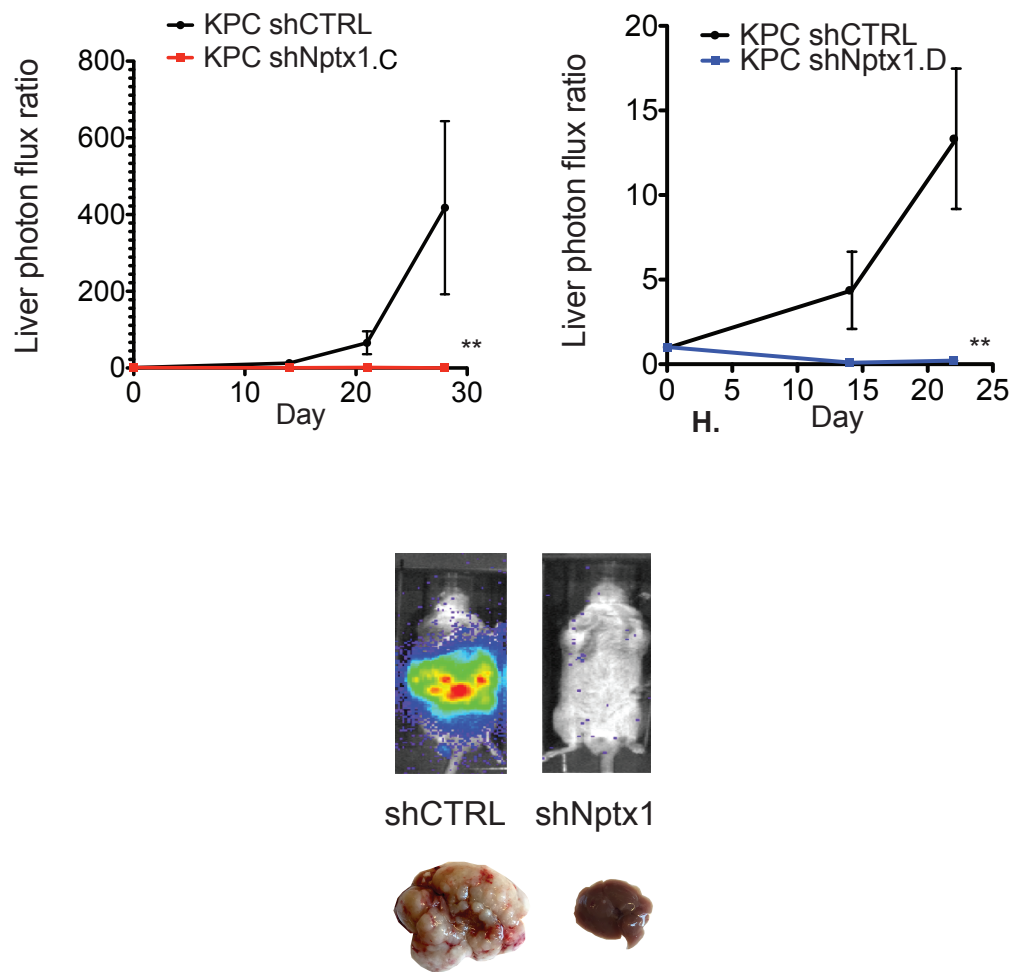 KPC shCTRL
KPC shNptx1.C
800
600
400
200
0
Liver photon flux ratio
**
0 10 20 30
Day
KPC shCTRL
KPC shNptx1.D
20
15
10
5
0
Liver photon flux ratio
**
0 5 10 15 20 25
H. Day
shCTRL shNptx1